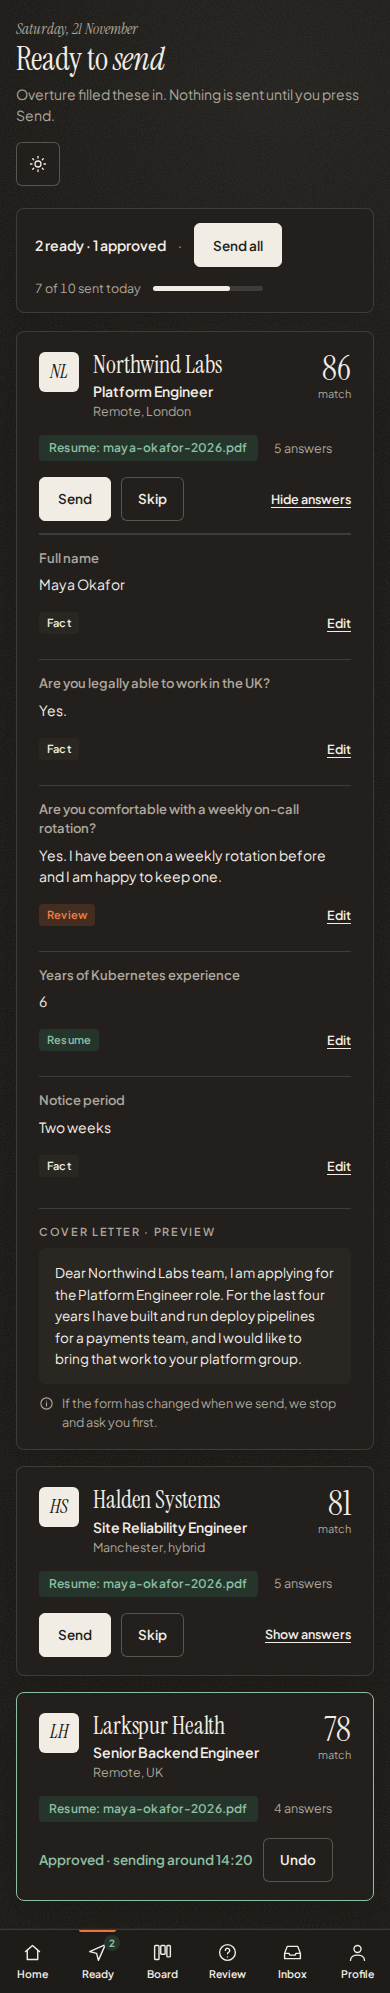 Saturday, 21 November
Ready to send
Overture filled these in. Nothing is sent until you press
Send.
2 ready · 1 approved · Send all
7 of 10 sent today
NL Northwind Labs 86
Platform Engineer match
Remote, London
Resume: maya-okafor-2026.pdf 5 answers
Send Skip Hide answers
Full name
Maya Okafor
Fact Edit
Are you legally able to work in the UK?
Yes.
Fact Edit
Are you comfortable with a weekly on-call
rotation?
Yes. I have been on a weekly rotation before
and I am happy to keep one.
Review Edit
Years of Kubernetes experience
6
Resume Edit
Notice period
Two weeks
Fact Edit
COVER LETTER · PREVIEW
Dear Northwind Labs team, I am applying for
the Platform Engineer role. For the last four
years I have built and run deploy pipelines
for a payments team, and I would like to
bring that work to your platform group.
If the form has changed when we send, we stop
and ask you first.
HS Halden Systems 81
Site Reliability Engineer match
Manchester, hybrid
Resume: maya-okafor-2026.pdf 5 answers
Send Skip Show answers
LH Larkspur Health 78
Senior Backend Engineer match
Remote, UK
Resume: maya-okafor-2026.pdf 4 answers
Approved · sending around 14:20 Undo
2
Home Ready Board Review Inbox Profile